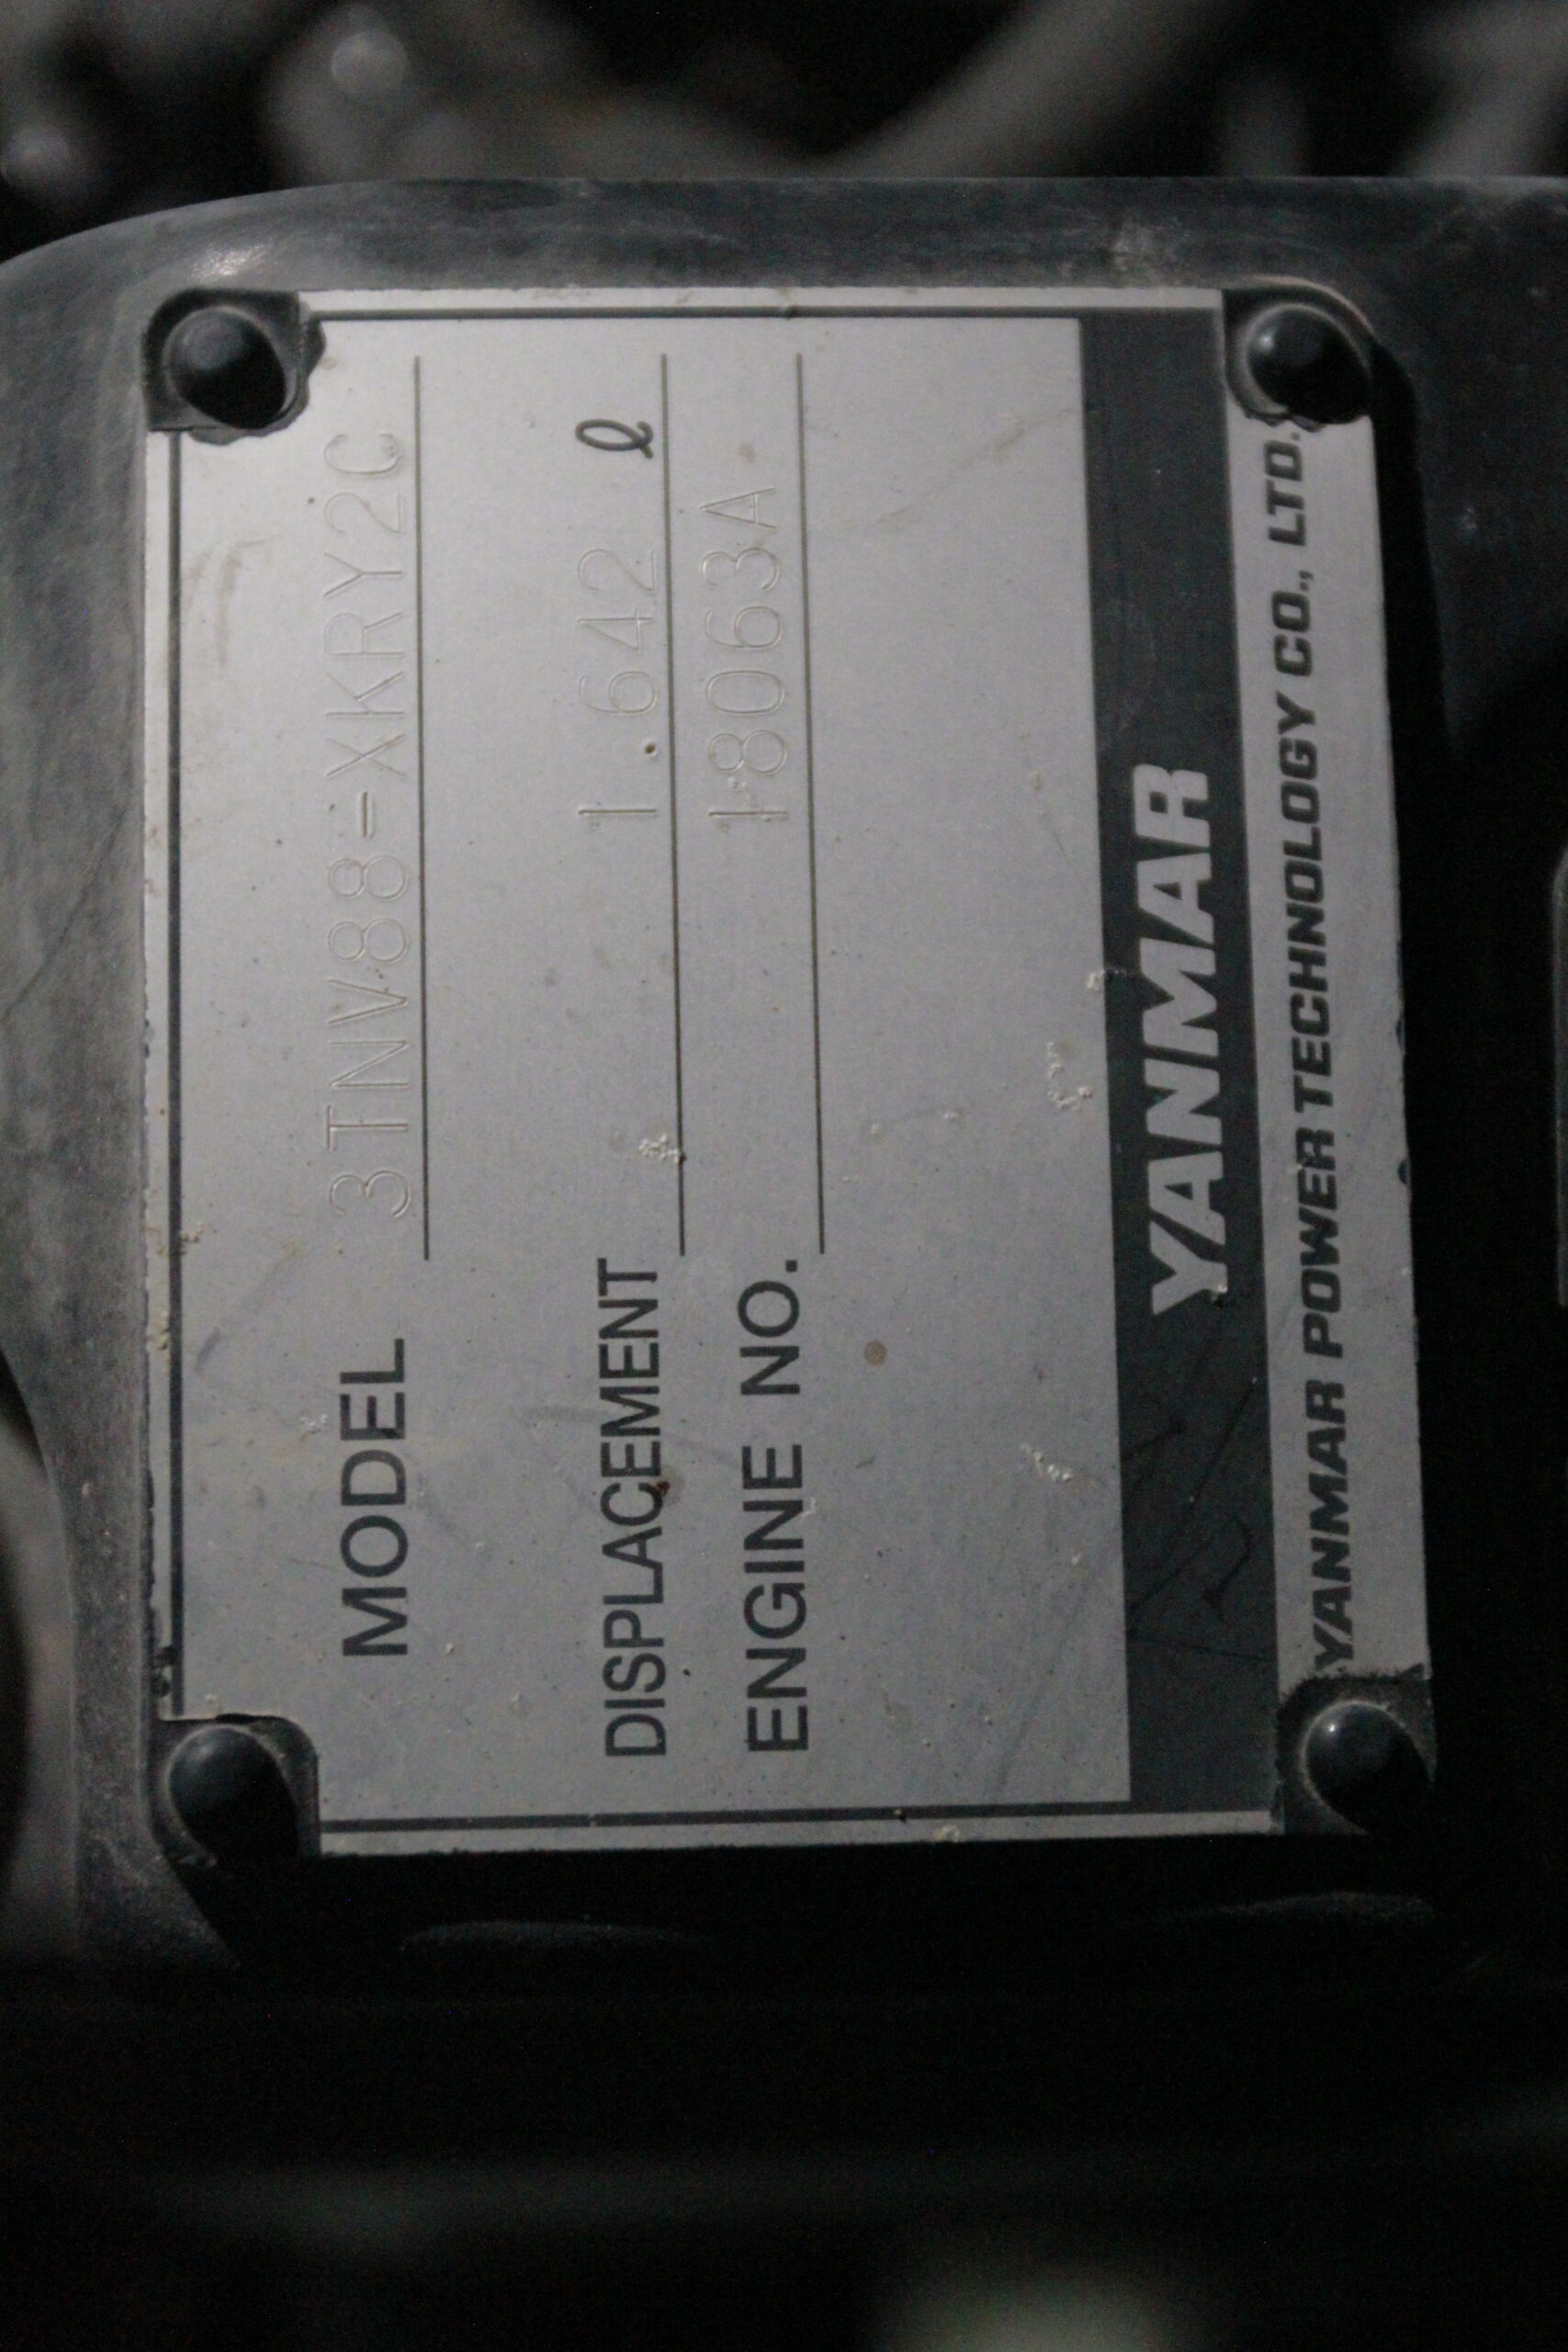 MODEL 3TNV88-XKRY2C
DISPLACEMENT 1.642 ℓ
ENGINE NO. 18063A
YANMAR
YANMAR POWER TECHNOLOGY CO., LTD.